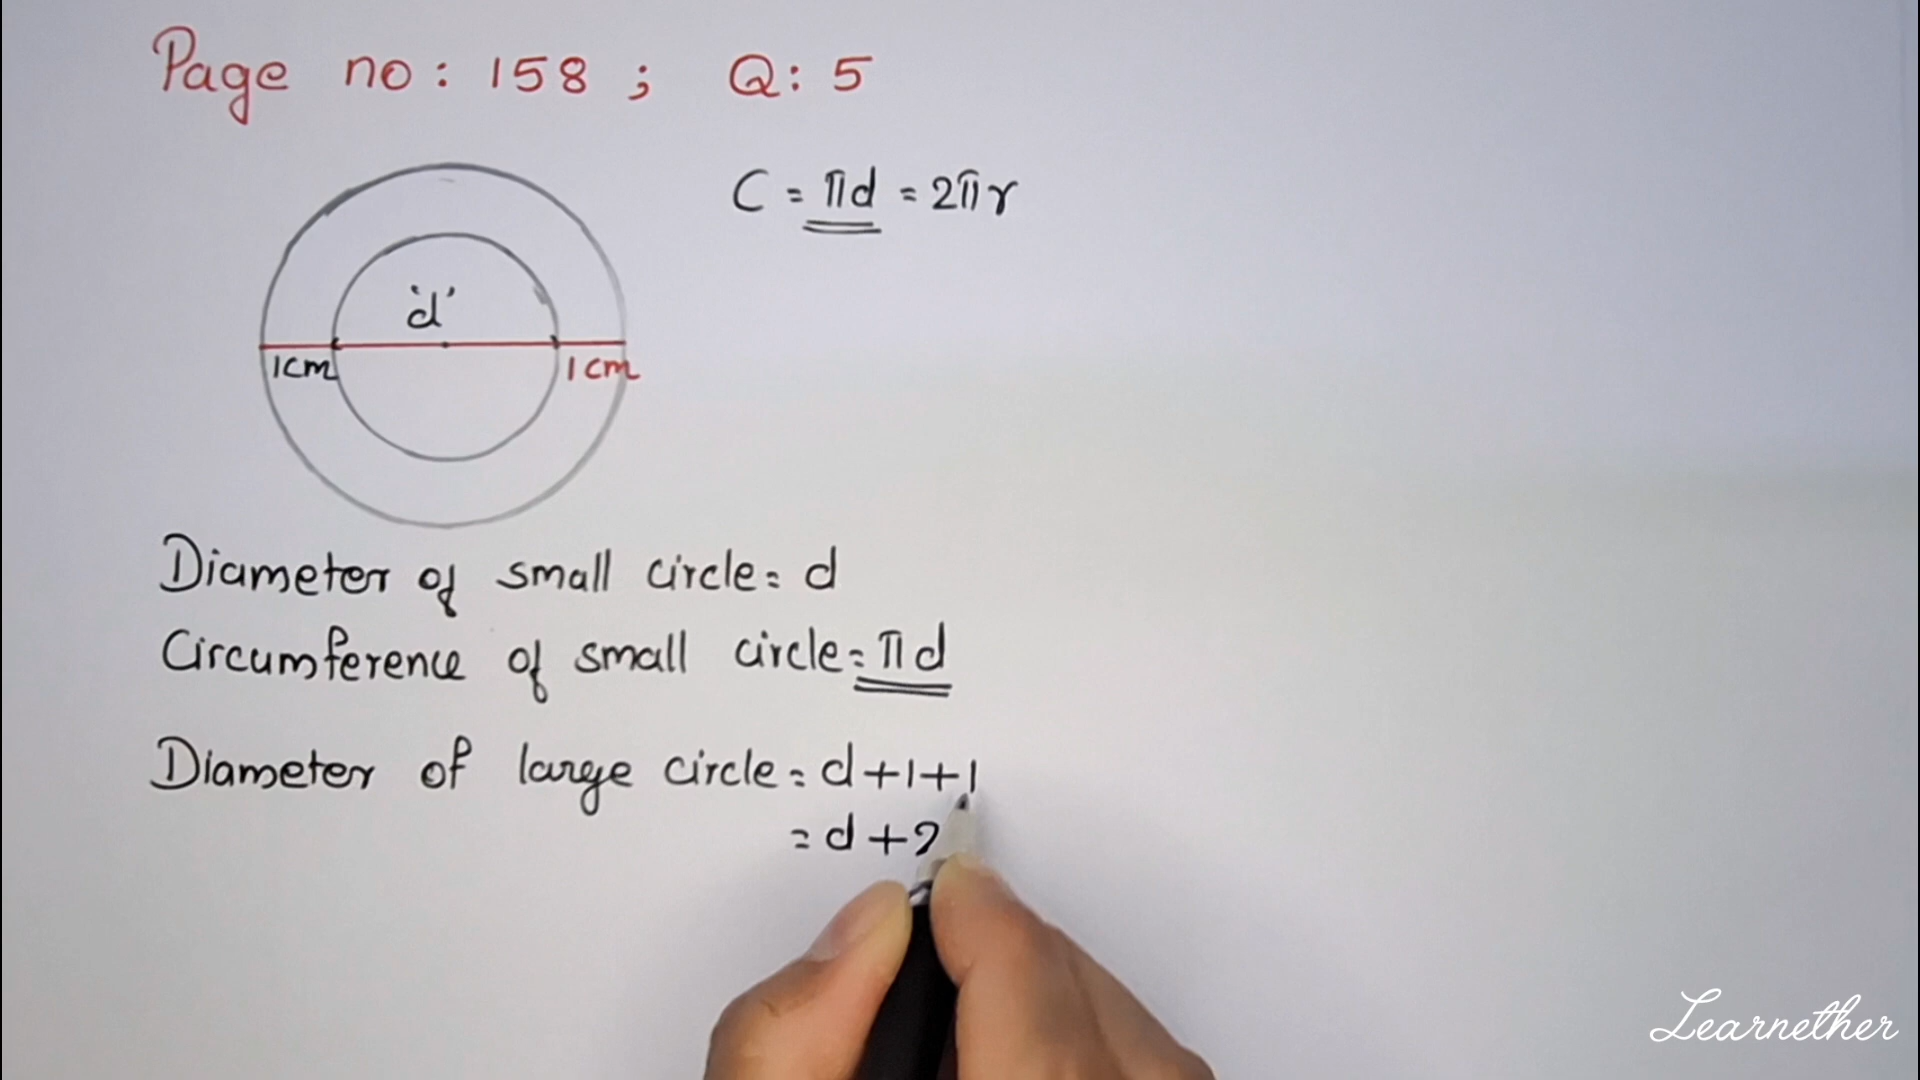 Page no: 158 ; Q: 5
C = πd = 2πr
'd'
1cm
1cm
Diameter of small circle = d
Circumference of small circle = πd
Diameter of large circle = d+1+1
= d+2
Learnether